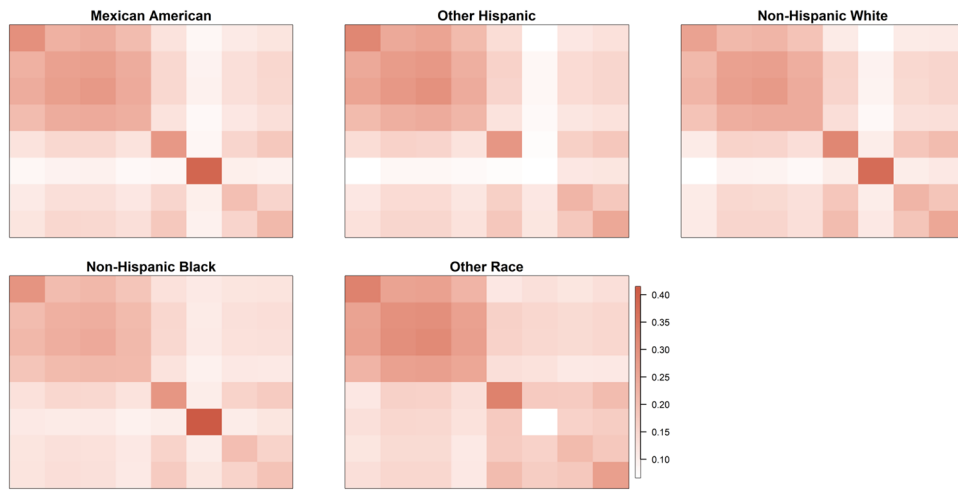 Mexican American
Other Hispanic
Non-Hispanic White
Non-Hispanic Black
Other Race
0.40
0.35
0.30
0.25
0.20
0.15
0.10